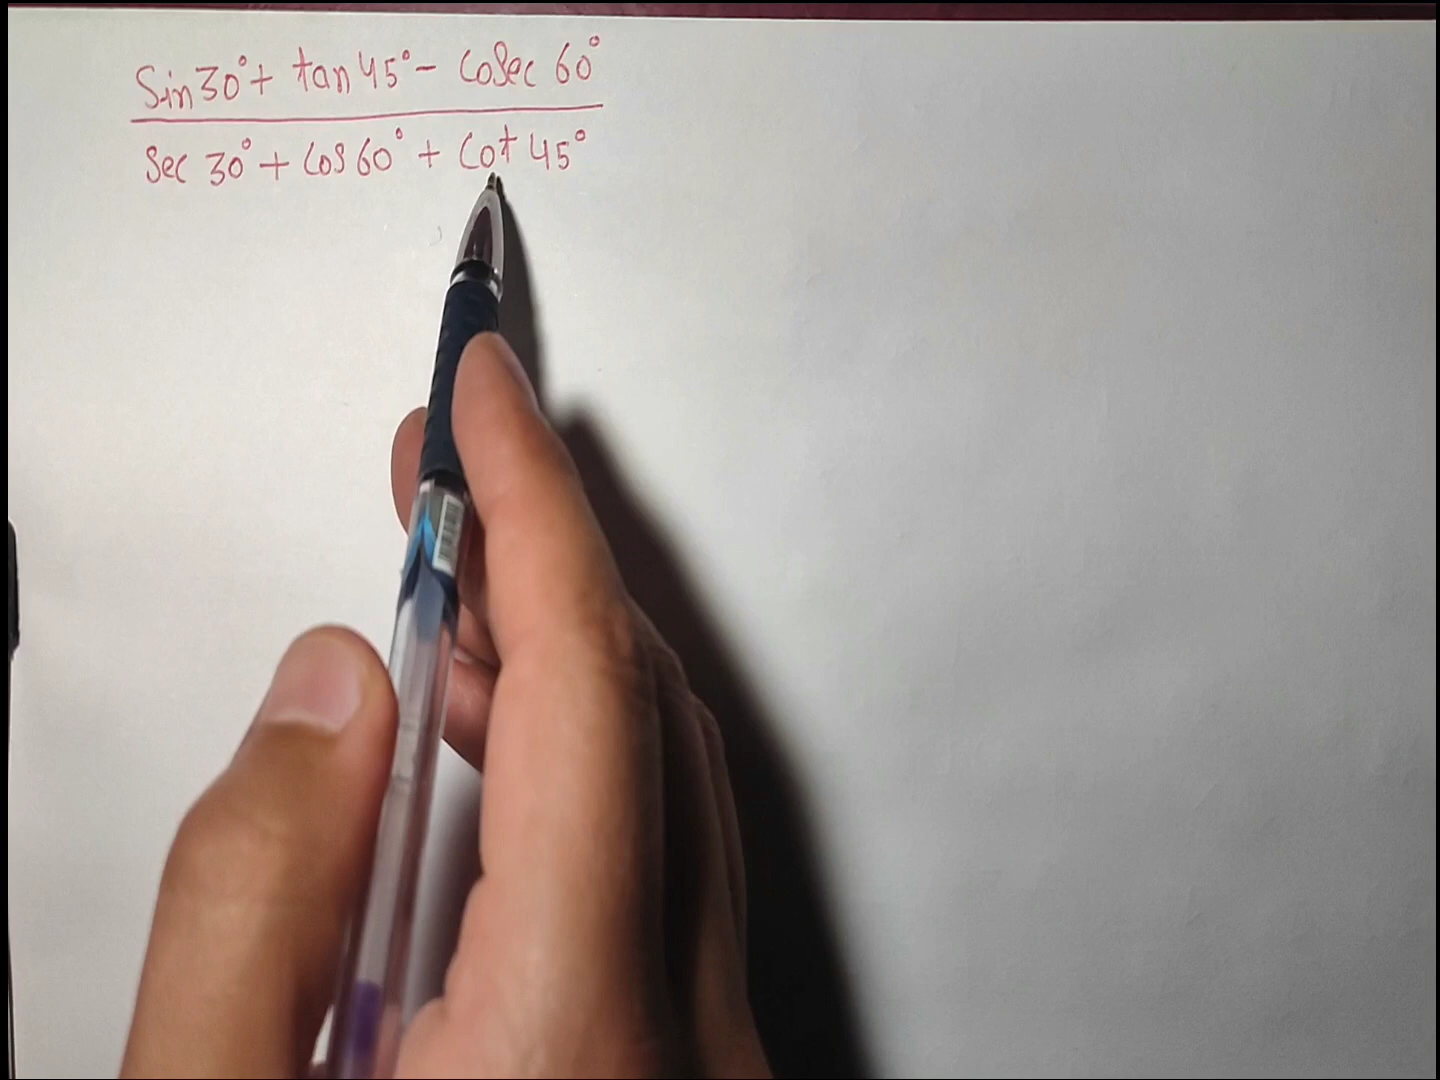 Sin 30° + tan 45° - Cosec 60°
Sec 30° + Cos 60° + Cot 45°